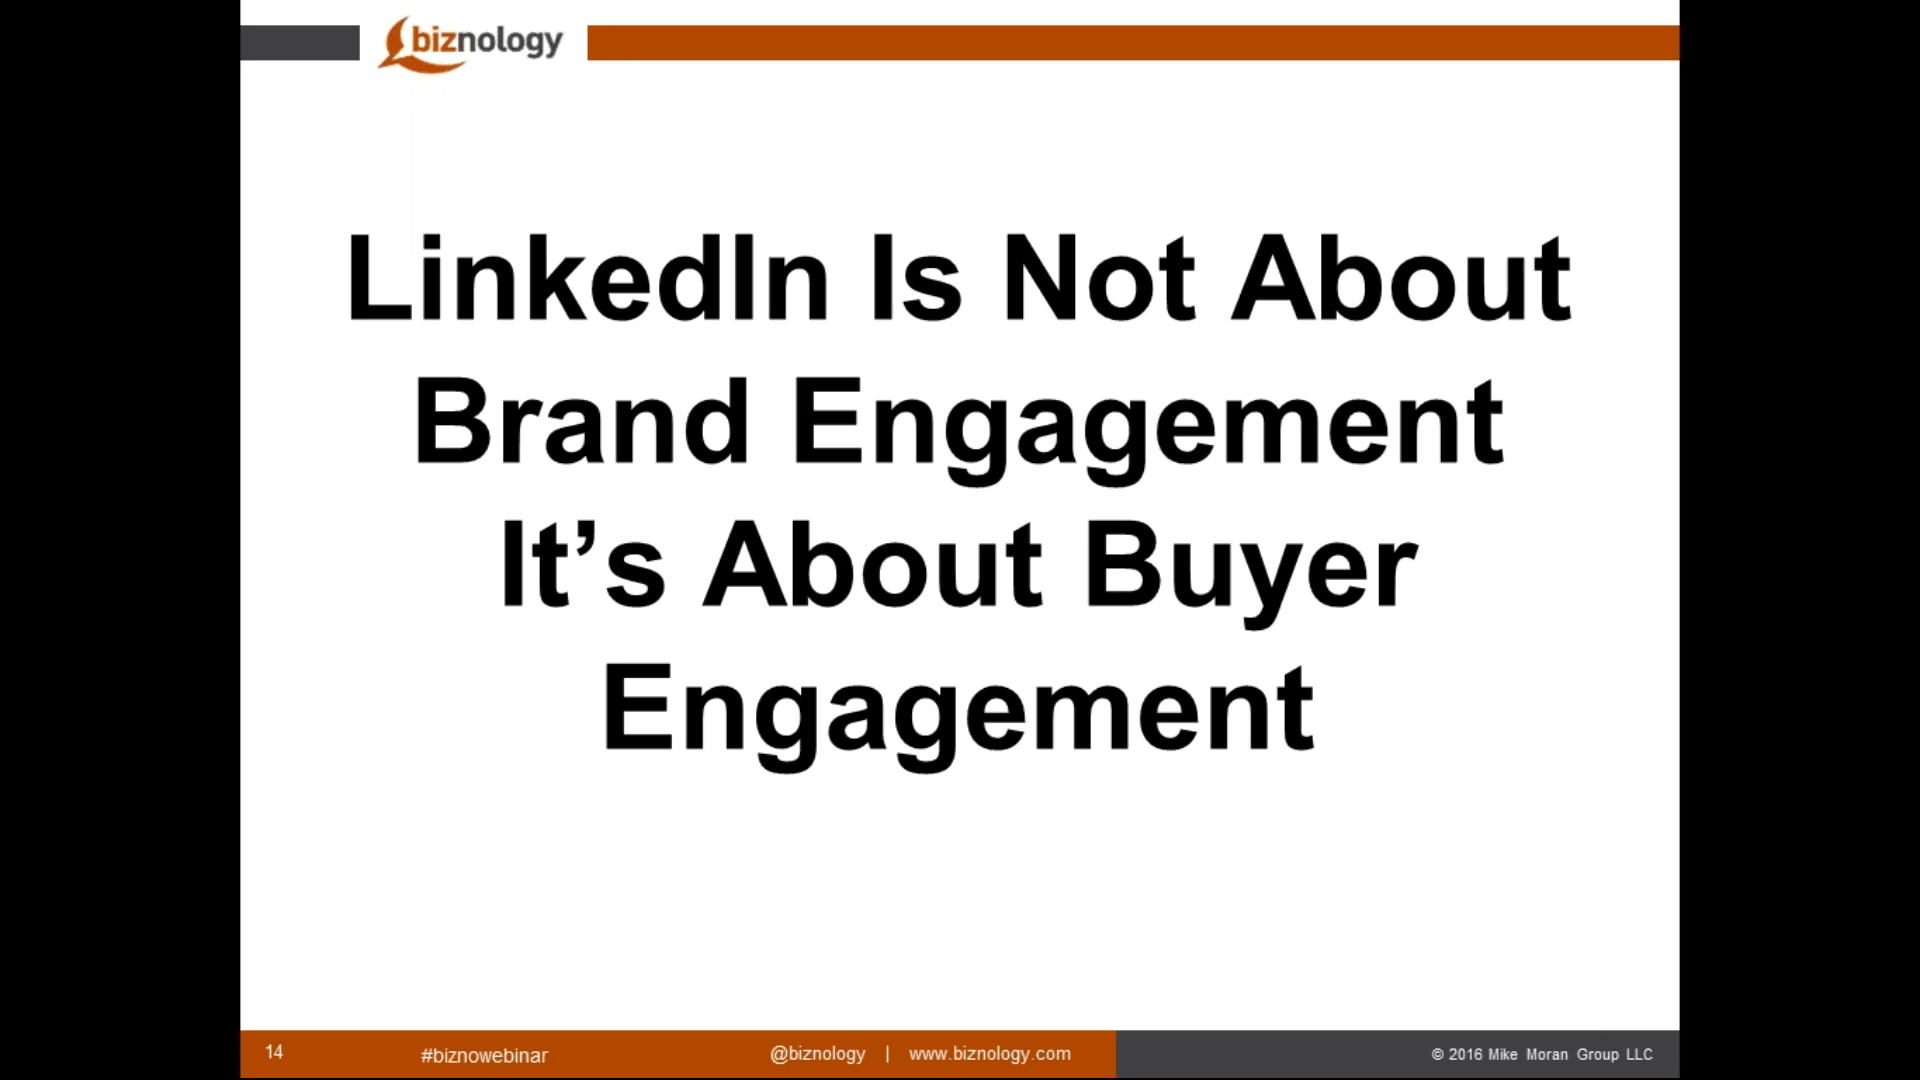 biznology
LinkedIn Is Not About
Brand Engagement
It’s About Buyer
Engagement
14
#biznowebinar
@biznology | www.biznology.com
© 2016 Mike Moran Group LLC